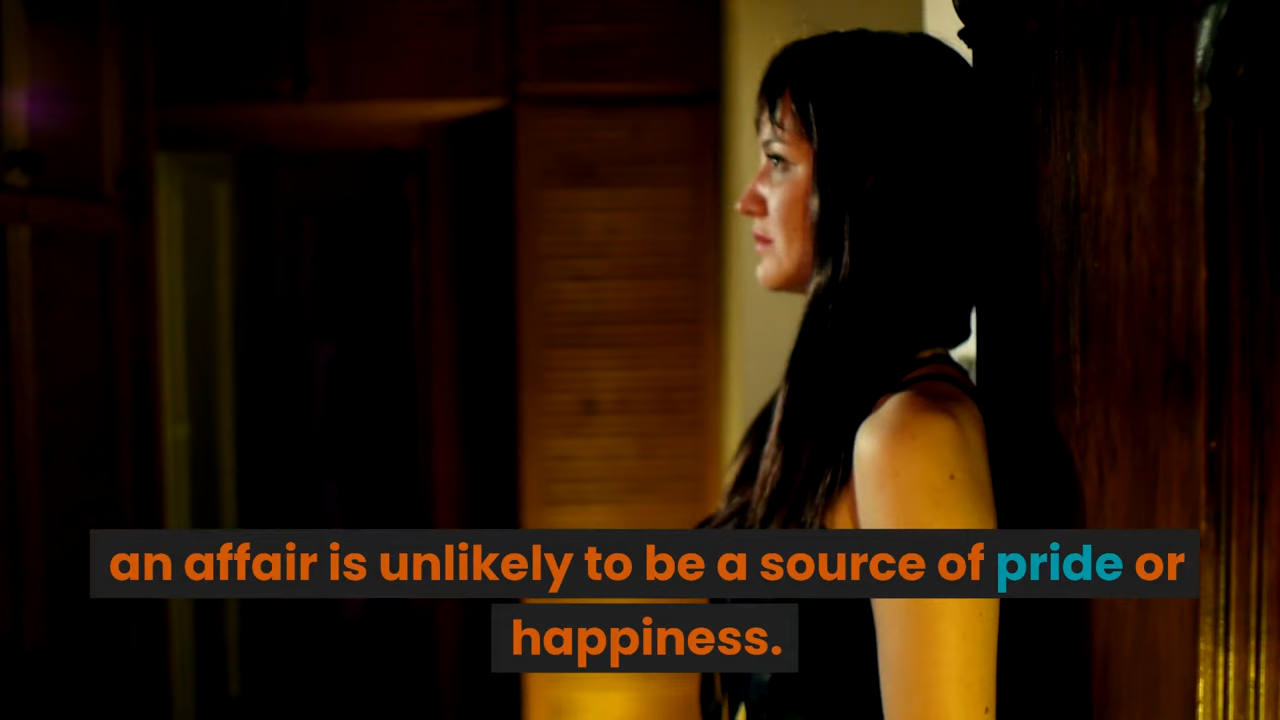 an affair is unlikely to be a source of pride or
happiness.